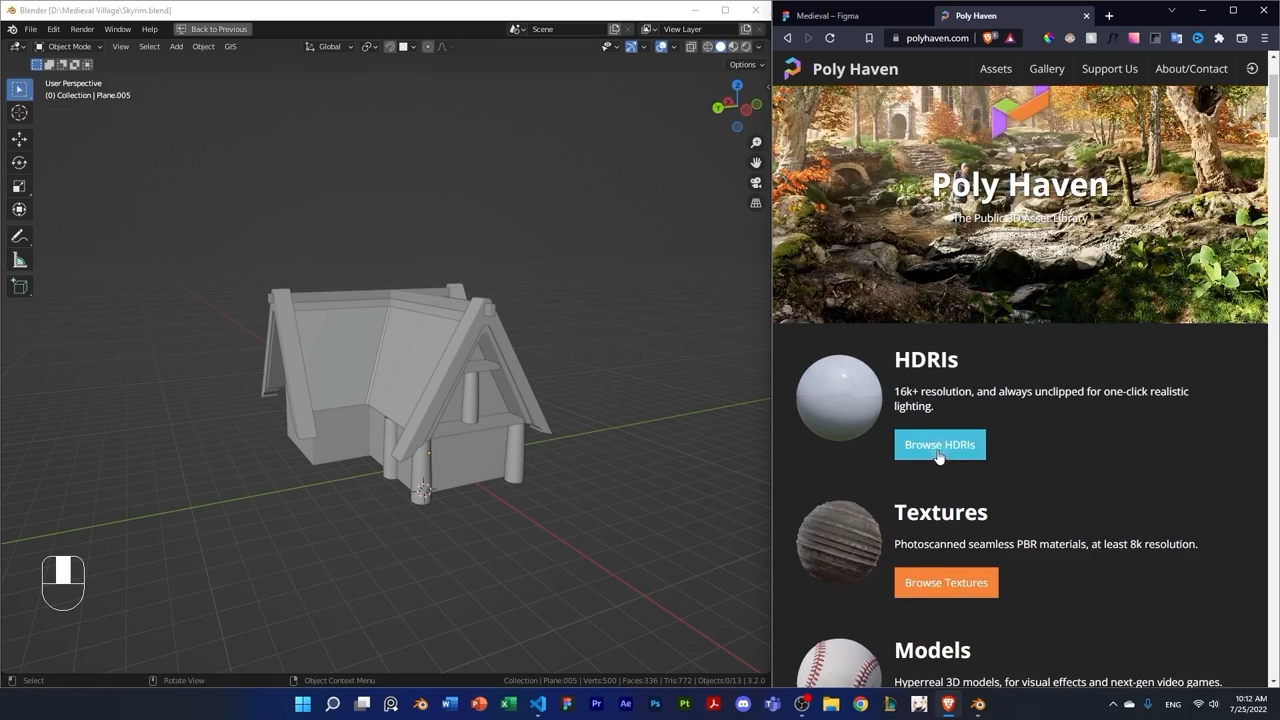 Blender [D:\Medieval Village\Skyrim.blend]
File Edit Render Window Help Back to Previous Scene View Layer
Object Mode View Select Add Object GIS Global
Options
User Perspective
(0) Collection | Plane.005
Z
Y
X
Select Rotate View Object Context Menu Collection | Plane.005 | Verts:500 | Faces:336 | Tris:772 | Objects:0/13 | 3.2.0
Medieval – Figma Poly Haven
polyhaven.com
Poly Haven Assets Gallery Support Us About/Contact
Poly Haven
The Public 3D Asset Library
HDRIs
16k+ resolution, and always unclipped for one-click realistic
lighting.
Browse HDRIs
Textures
Photoscanned seamless PBR materials, at least 8k resolution.
Browse Textures
Models
Hyperreal 3D models, for visual effects and next-gen video games.
Pr Ae Ps Pt
ENG
10:12 AM
7/25/2022